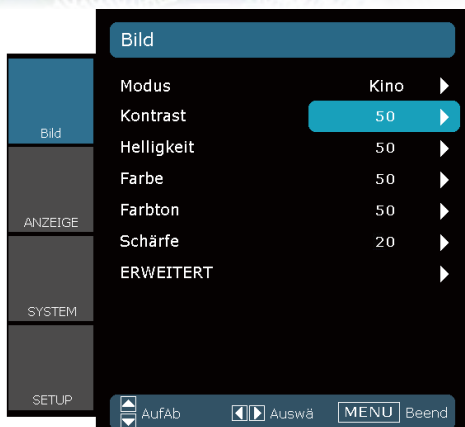 Bild
Modus Kino
Kontrast 50
Helligkeit 50
Farbe 50
Farbton 50
Schärfe 20
ERWEITERT
Bild
ANZEIGE
SYSTEM
SETUP
AufAb Auswä MENU Beend